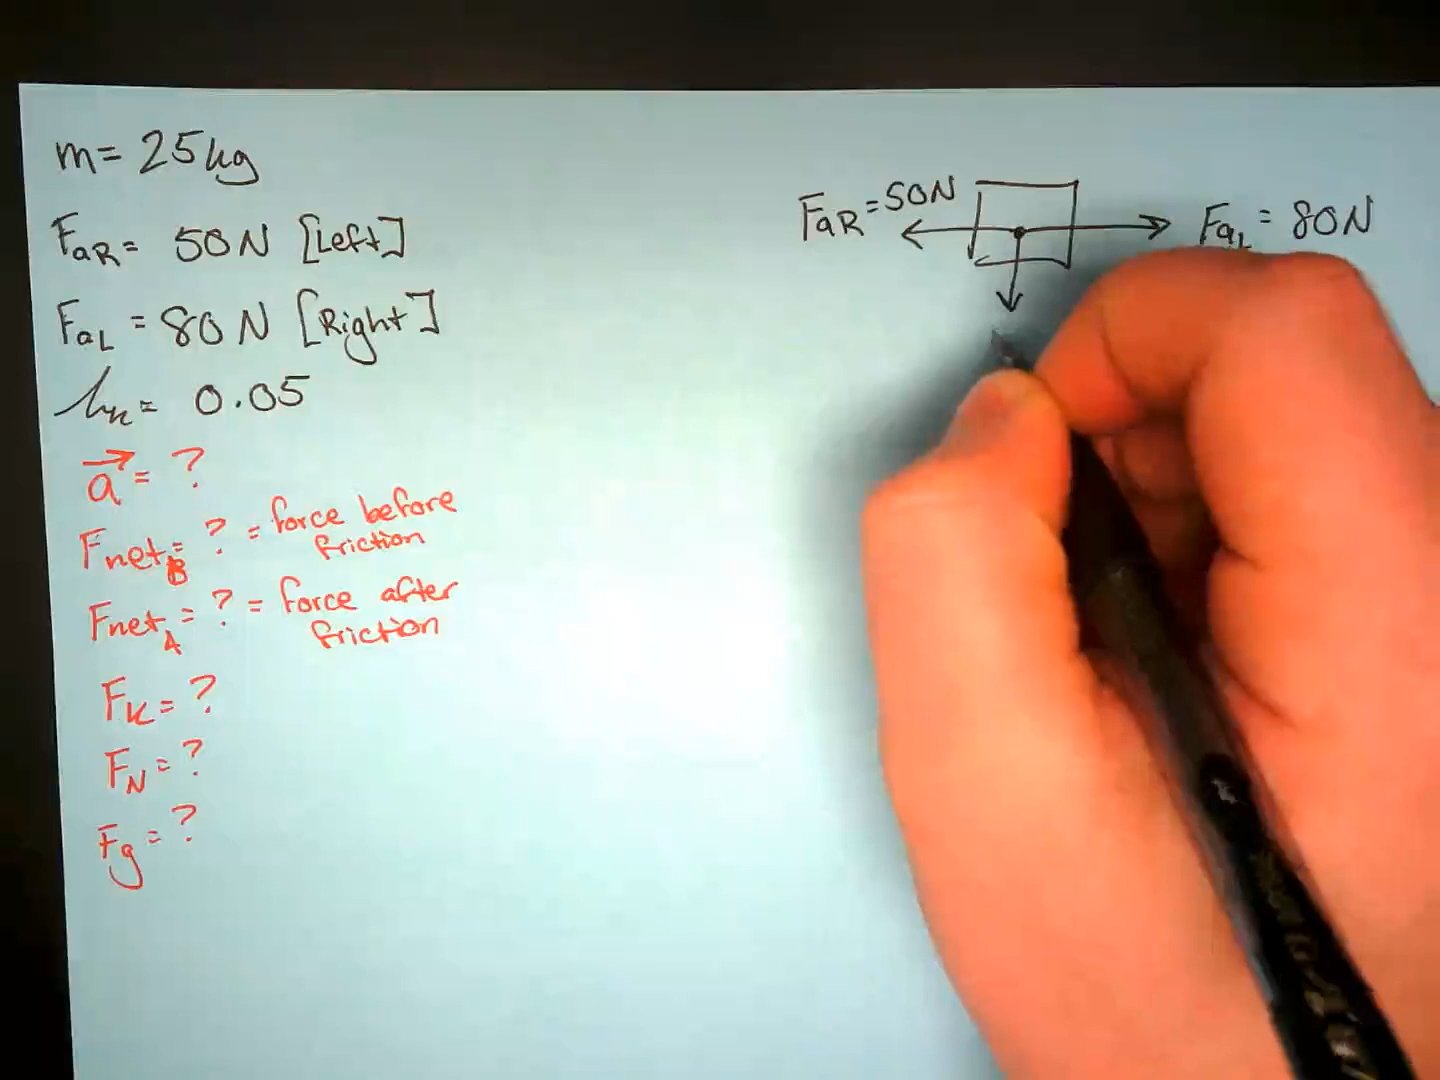 m = 25kg
FaR = 50N [Left]
FaL = 80N [Right]
μk = 0.05
a⃗ = ?
FnetB = ? = force before
friction
FnetA = ? = force after
friction
FK = ?
FN = ?
Fg = ?
FaR = 50N
FaL = 80N